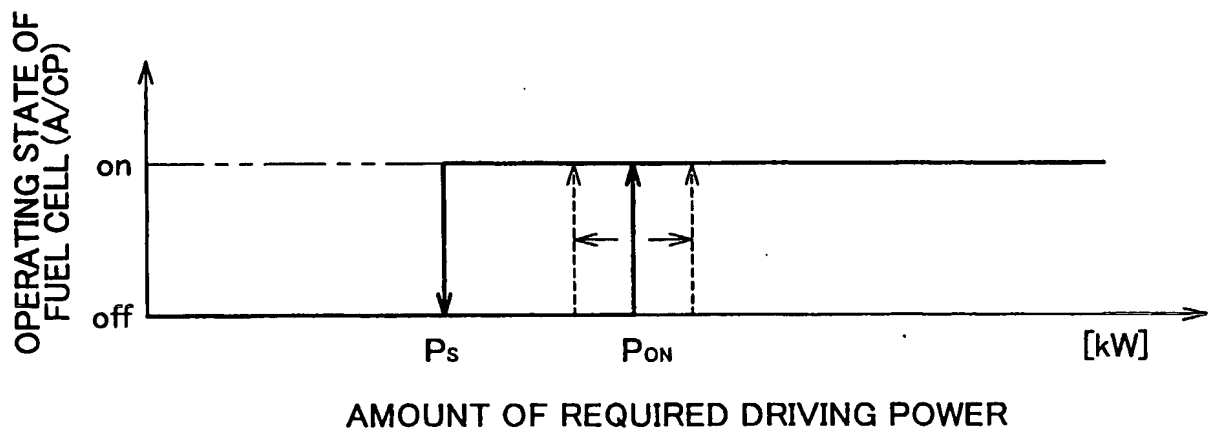 OPERATING STATE OF
FUEL CELL (A/CP)
on
off
PS
PON
[kW]
AMOUNT OF REQUIRED DRIVING POWER